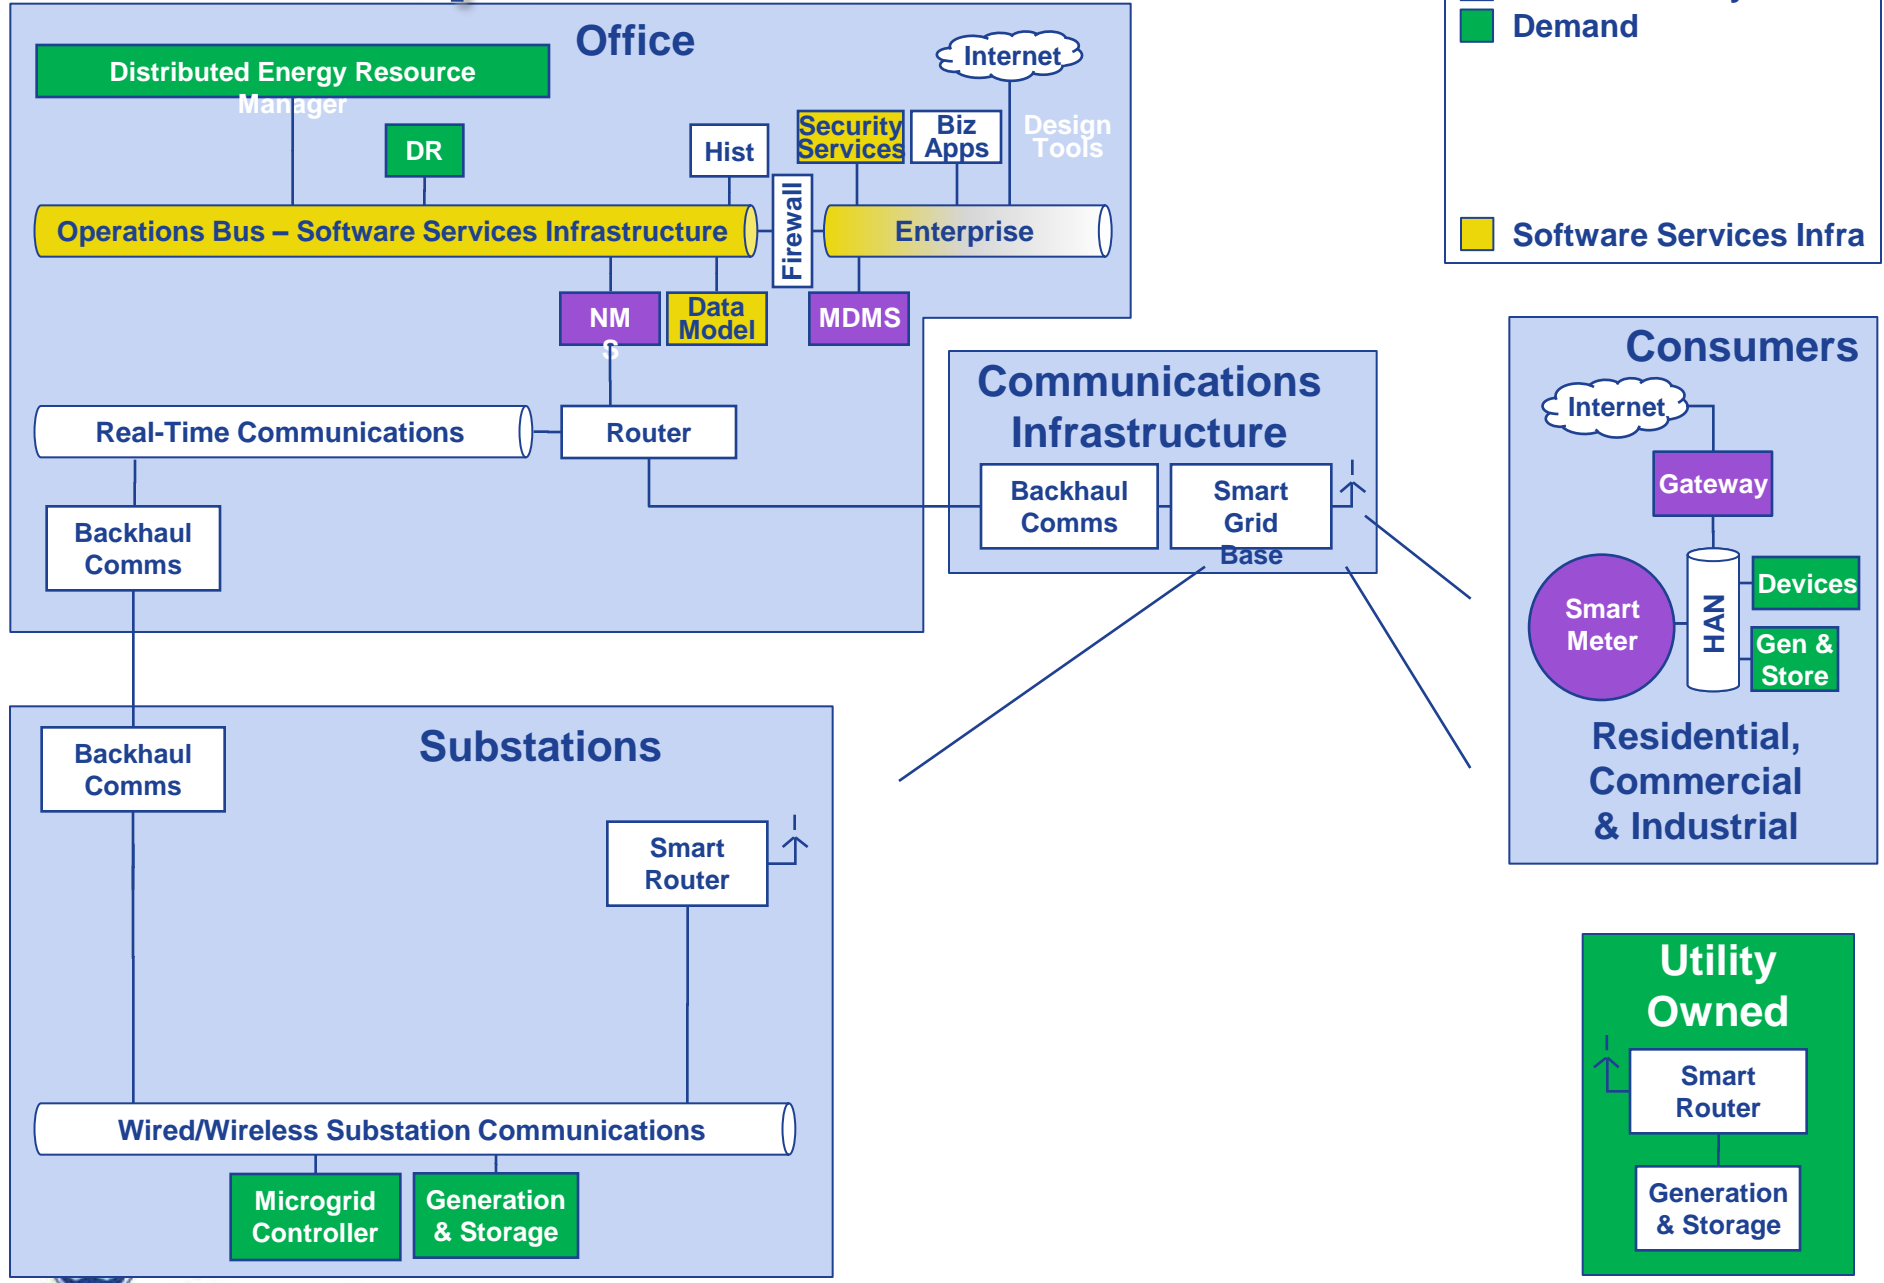 Office
Distributed Energy Resource
Manager
Internet
DR
Hist
Security
Services
Biz
Apps
Design
Tools
Operations Bus – Software Services Infrastructure
Firewall
Enterprise
NM
S
Data
Model
MDMS
Real-Time Communications
Router
Backhaul
Comms
Demand
Software Services Infra
Communications
Infrastructure
Backhaul
Comms
Smart
Grid
Base
Consumers
Internet
Gateway
Smart
Meter
HAN
Devices
Gen &
Store
Residential,
Commercial
& Industrial
Substations
Backhaul
Comms
Smart
Router
Wired/Wireless Substation Communications
Microgrid
Controller
Generation
& Storage
Utility
Owned
Smart
Router
Generation
& Storage